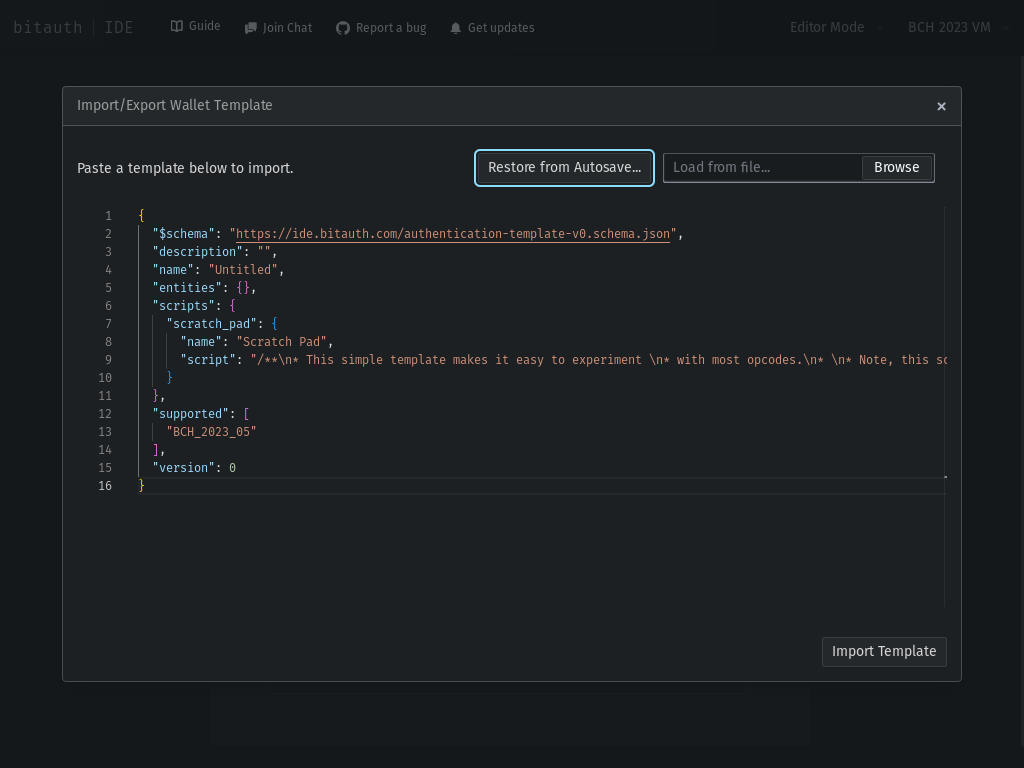 bitauth | IDE Guide Join Chat Report a bug Get updates Editor Mode BCH 2023 VM
Import/Export Wallet Template ×
Paste a template below to import. Restore from Autosave... Load from file... Browse
1 {
2 "$schema": "https://ide.bitauth.com/authentication-template-v0.schema.json",
3 "description": "",
4 "name": "Untitled",
5 "entities": {},
6 "scripts": {
7 "scratch_pad": {
8 "name": "Scratch Pad",
9 "script": "/**\n* This simple template makes it easy to experiment \n* with most opcodes.\n* \n* Note, this
10 }
11 },
12 "supported": [
13 "BCH_2023_05"
14 ],
15 "version": 0
16 }
Import Template